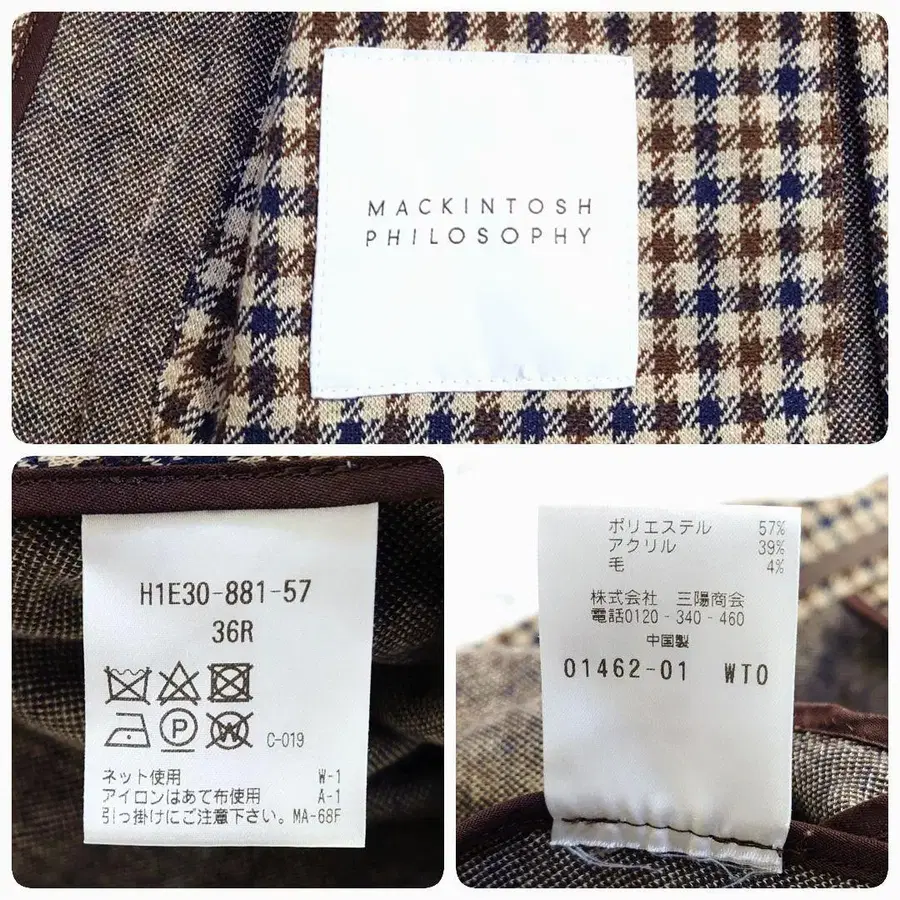 MACKINTOSH
PHILOSOPHY
H1E30-881-57
36R
C-019
ネット使用 W-1
アイロンはあて布使用 A-1
引っ掛けにご注意下さい。MA-68F
ポリエステル 57%
アクリル 39%
毛 4%
株式会社 三陽商会
電話0120-340-460
中国製
01462-01 WTO